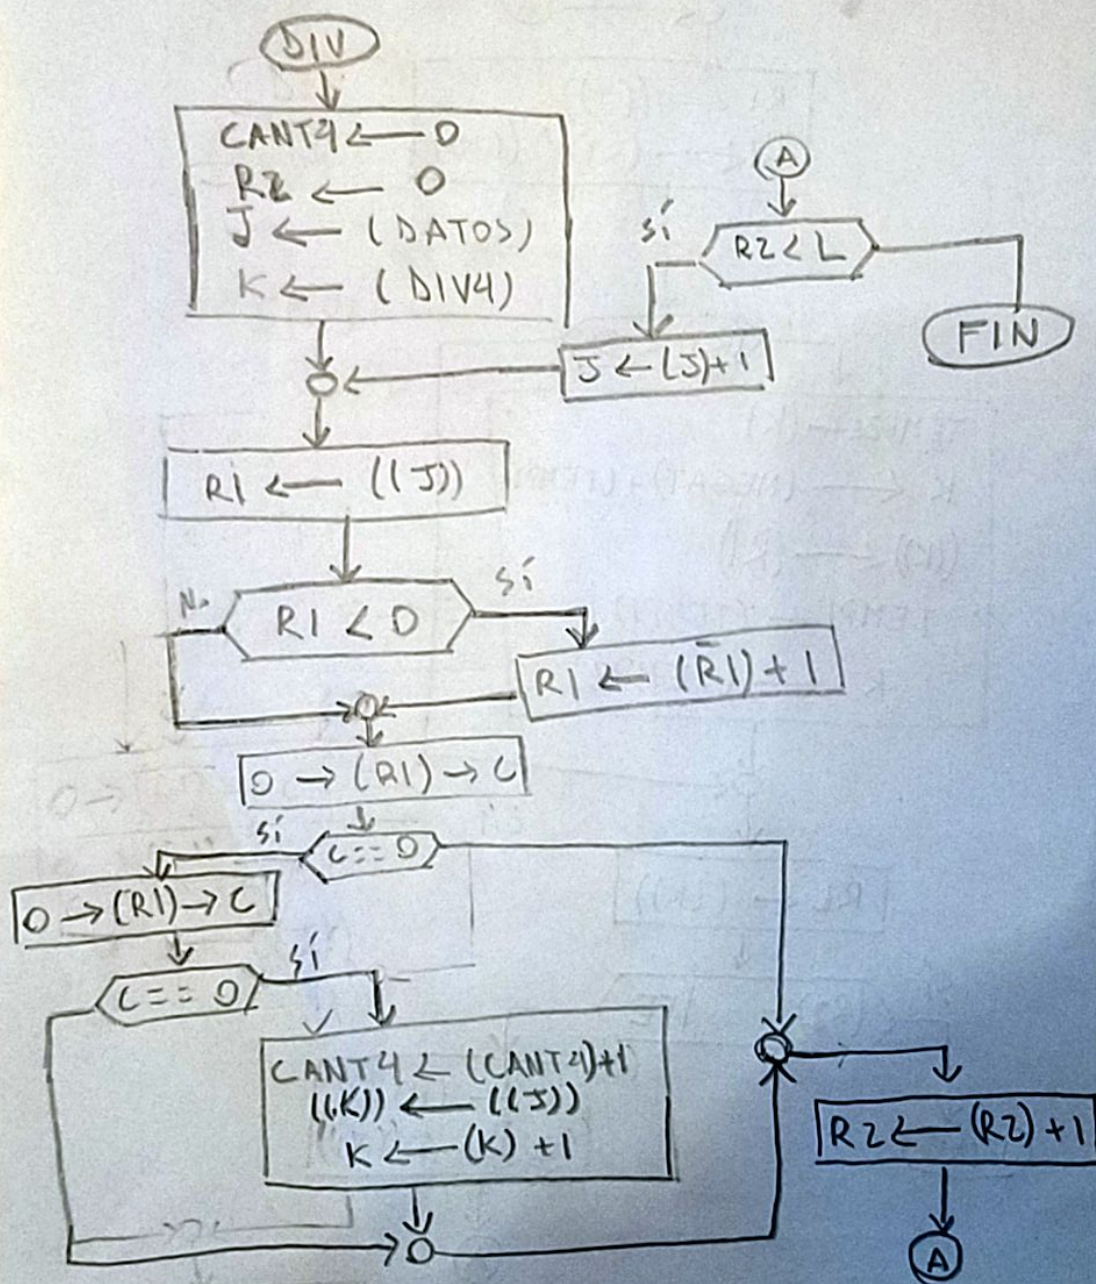 DIV
CANT4 ← 0
R2 ← 0
J ← (DATOS)
K ← (DIV4)
A
SÍ
R2 < L
FIN
J ← (J)+1
R1 ← ((J))
No
R1 < 0
SÍ
R1 ← (R̅1)+1
0 → (R1) → C
SÍ
C == 0
0 → (R1) → C
C == 0
SÍ
CANT4 ← (CANT4)+1
((K)) ← ((J))
K ← (K)+1
R2 ← (R2)+1
A